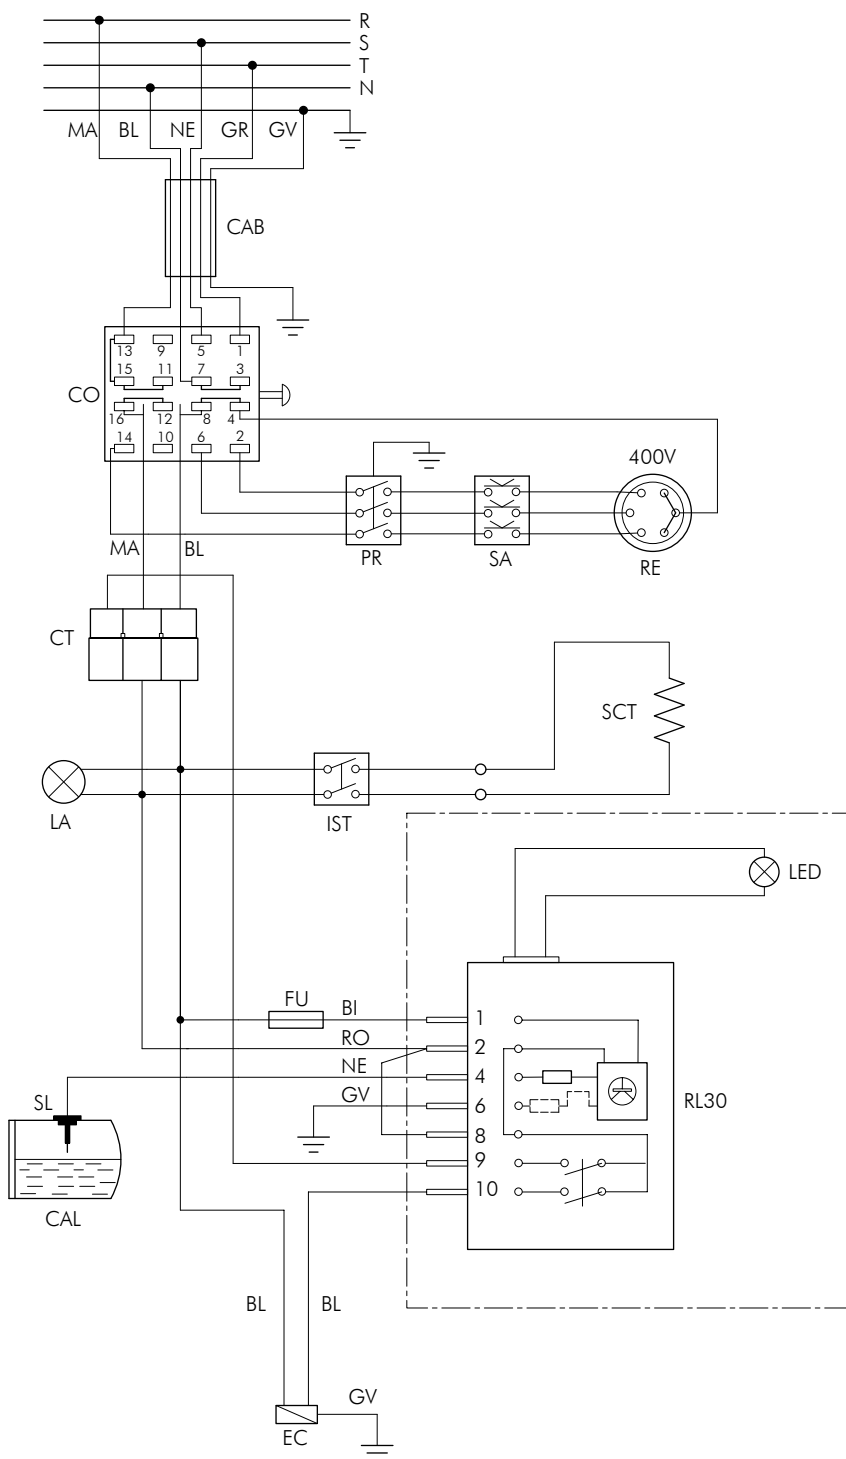 R
S
T
N
MA BL NE GR GV
CAB
13 9 5 1
15 11 7 3
CO
16 12 8 4
14 10 6 2
400V
MA BL
PR SA RE
CT
SCT
LA IST
LED
FU BI 1
RO 2
NE 4
SL GV 6 RL30
8
9
10
CAL
BL BL
GV
EC